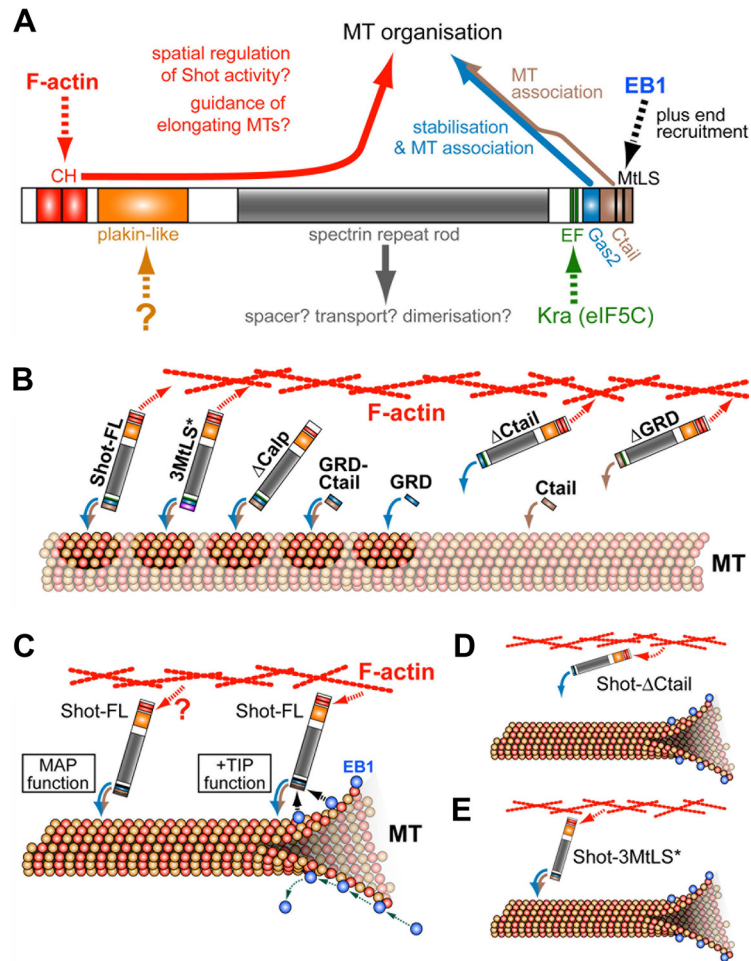 A
MT organisation
spatial regulation
of Shot activity?
guidance of
elongating MTs?
F-actin
MT
association
EB1
plus end
recruitment
stabilisation
& MT association
CH
MtLS
plakin-like
spectrin repeat rod
EF
Gas2
Ctail
?
spacer? transport? dimerisation?
Kra (eIF5C)
B
F-actin
Shot-FL
3MtLS*
ΔCalp
GRD-
Ctail
GRD
ΔCtail
Ctail
ΔGRD
MT
C
F-actin
Shot-FL
?
Shot-FL
MAP
function
+TIP
function
EB1
MT
D
Shot-ΔCtail
E
Shot-3MtLS*